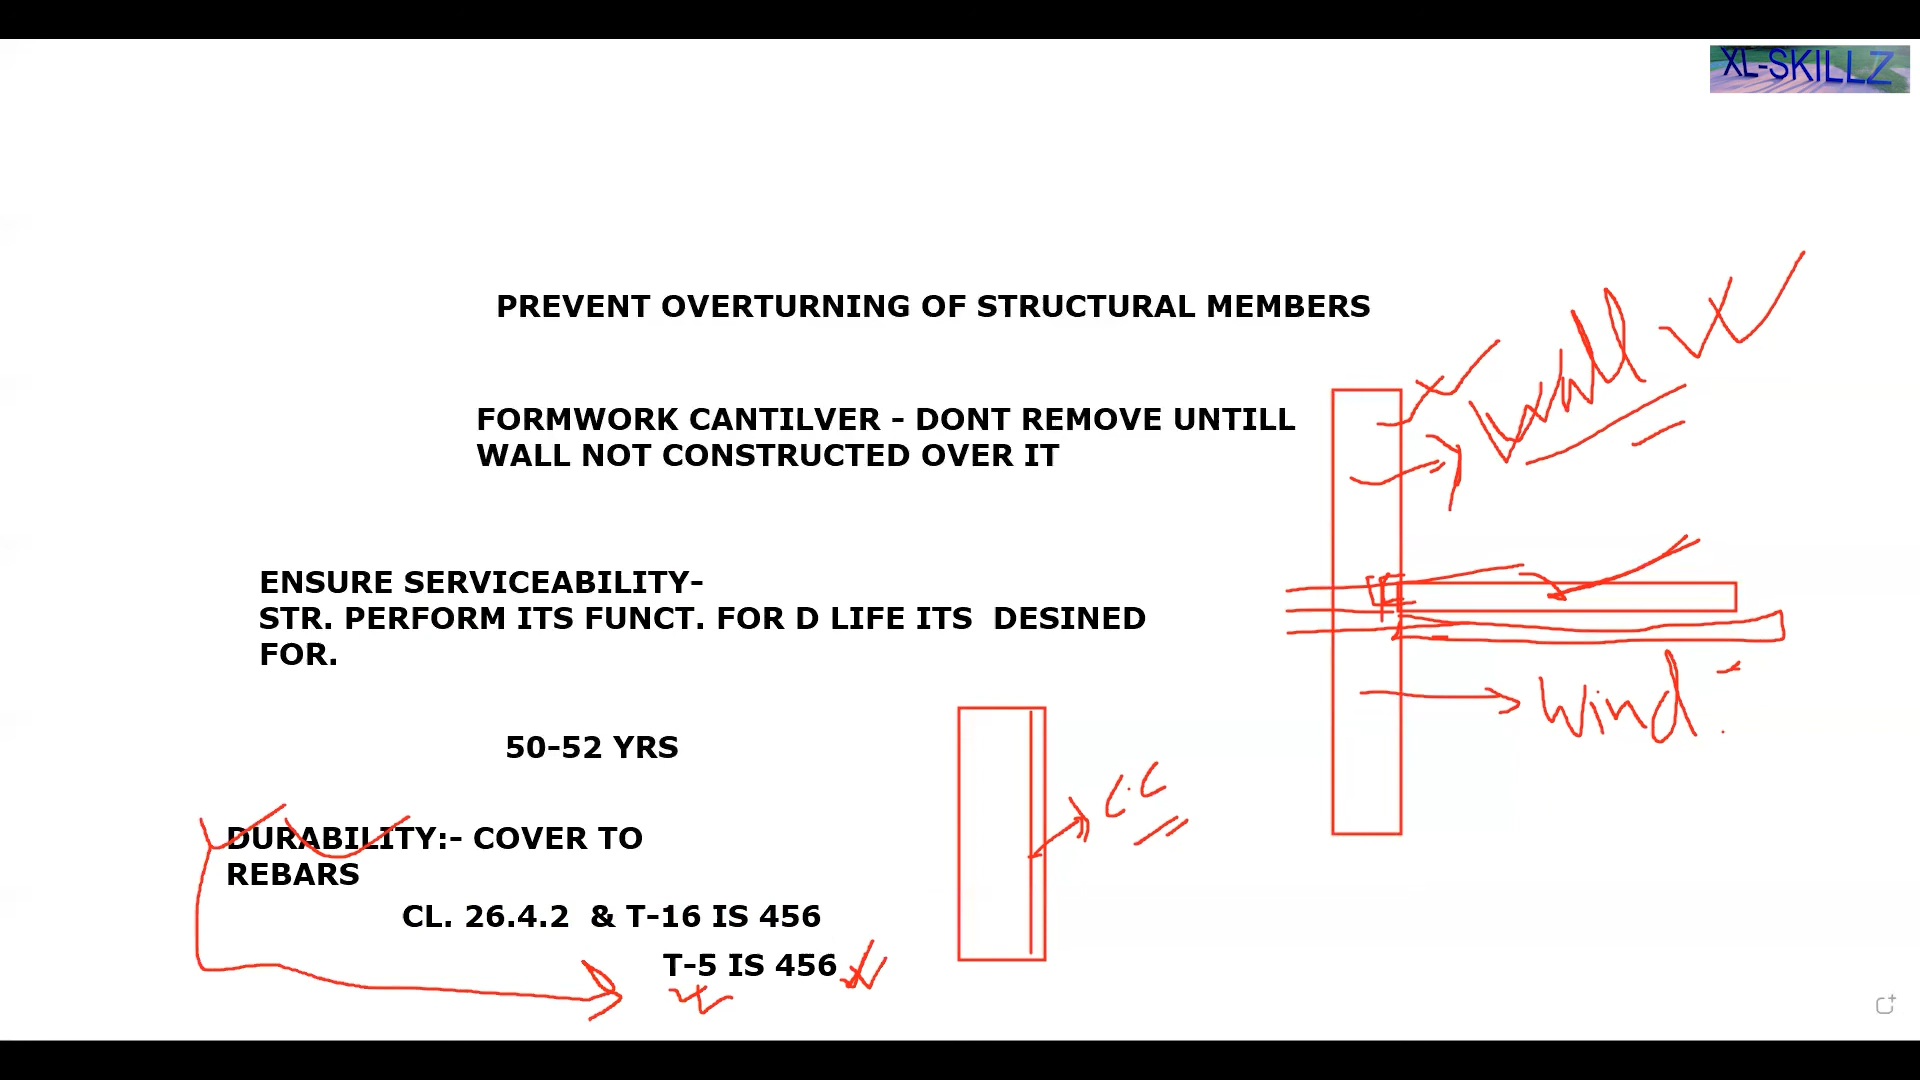 XL-SKILLZ
PREVENT OVERTURNING OF STRUCTURAL MEMBERS
FORMWORK CANTILVER - DONT REMOVE UNTILL
WALL NOT CONSTRUCTED OVER IT
Wall
ENSURE SERVICEABILITY-
STR. PERFORM ITS FUNCT. FOR D LIFE ITS DESINED
FOR.
Wind
50-52 YRS
C.C
DURABILITY:- COVER TO
REBARS
CL. 26.4.2 & T-16 IS 456
T-5 IS 456